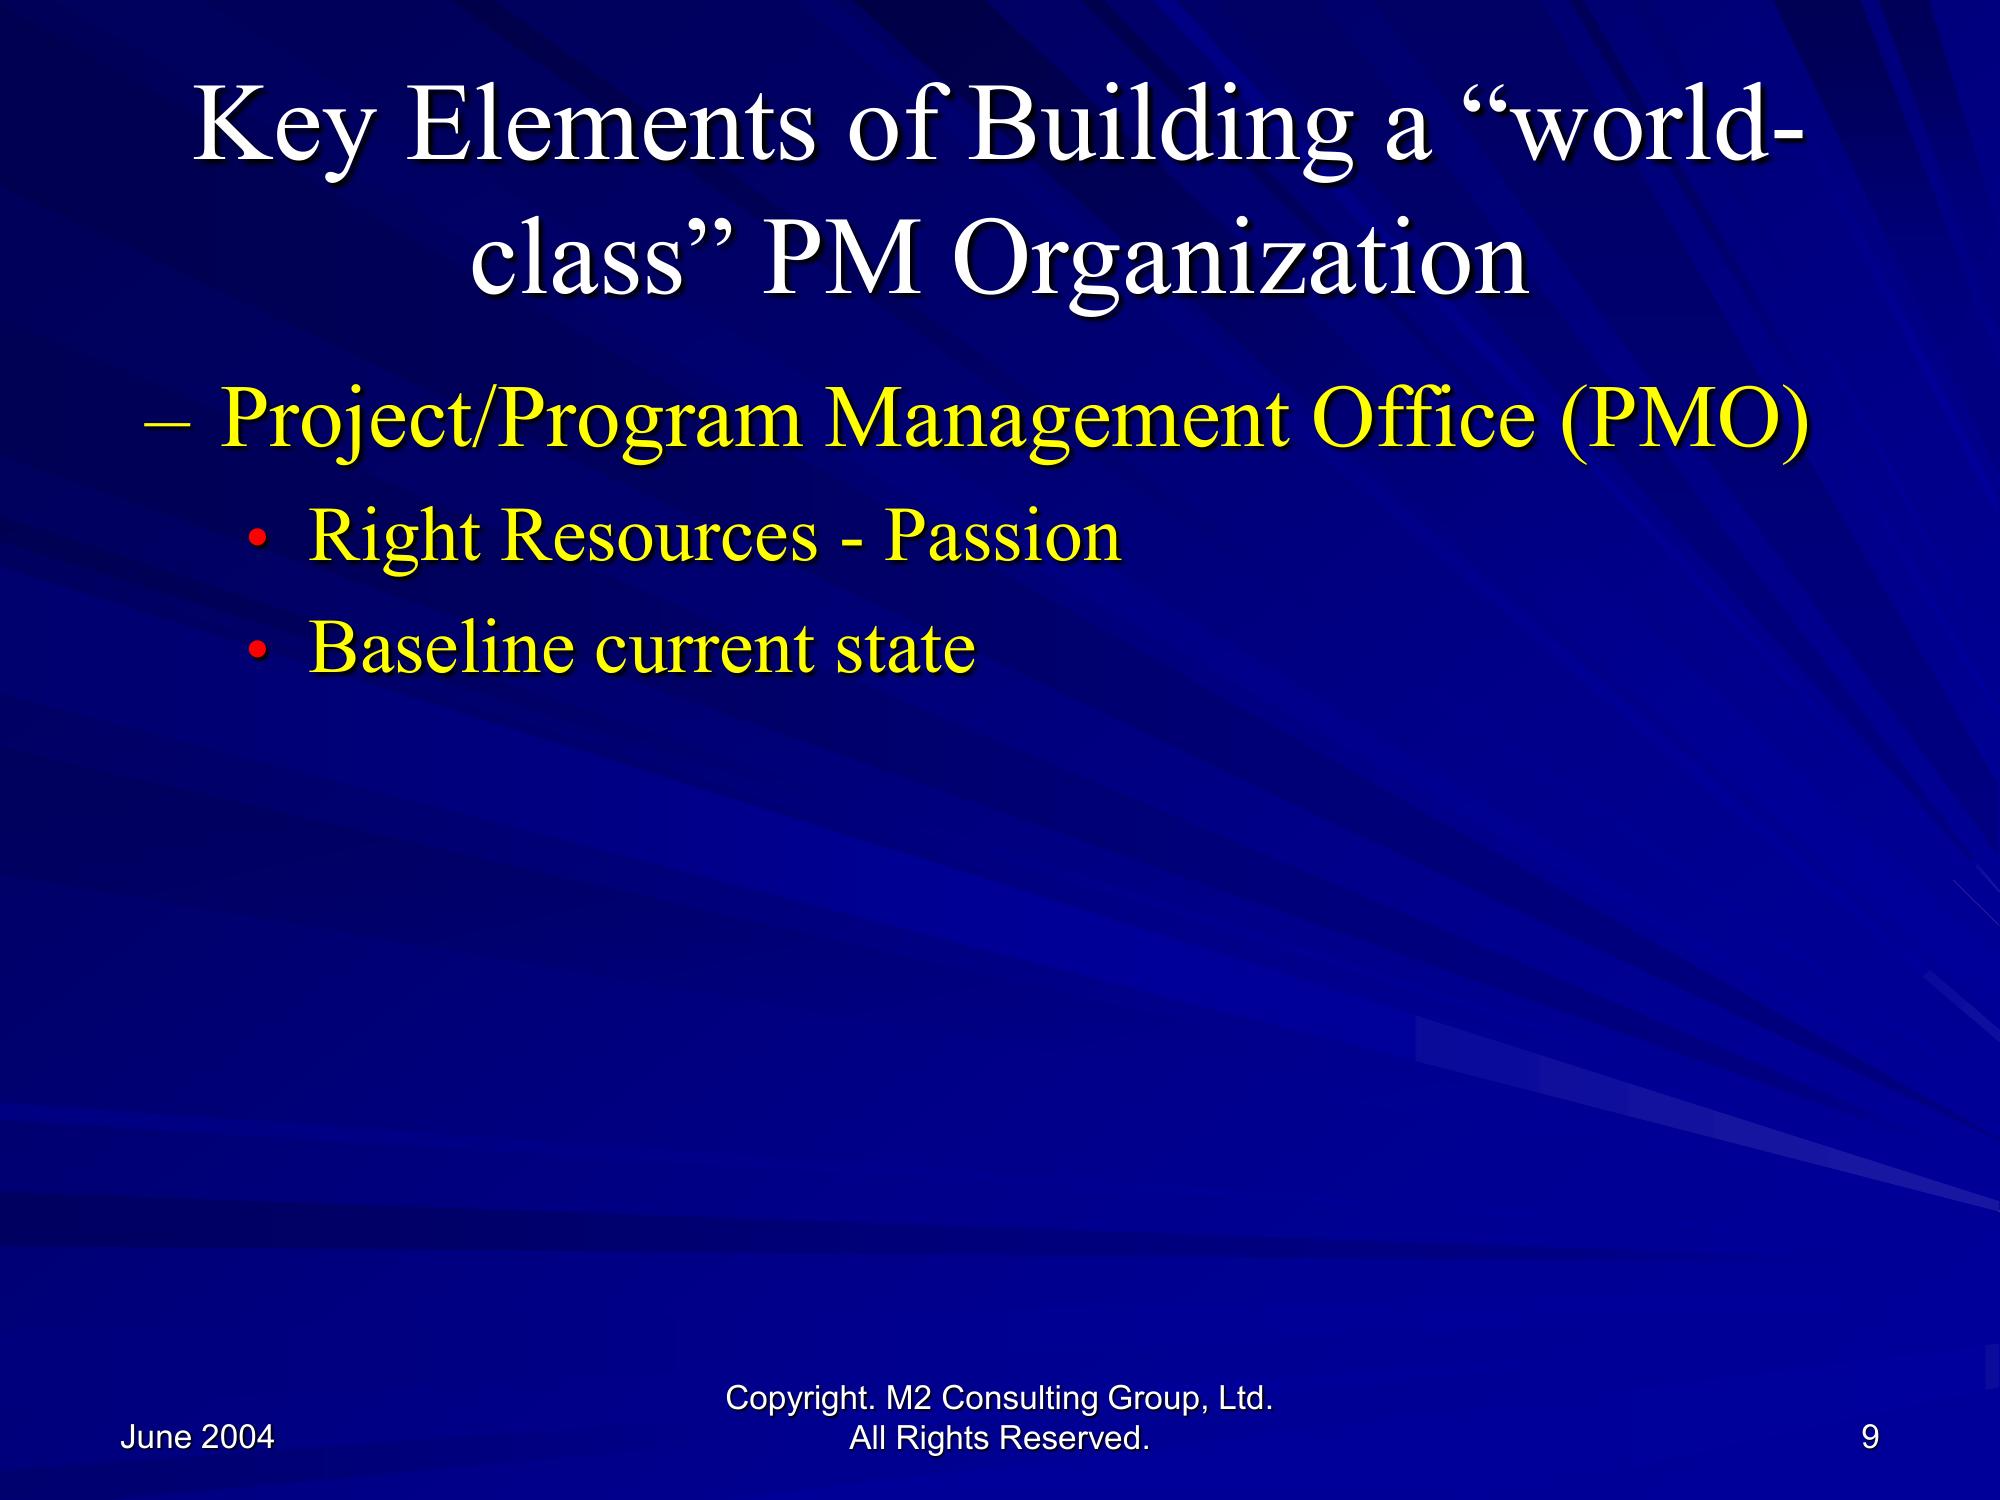 Key Elements of Building a “world-
class” PM Organization
– Project/Program Management Office (PMO)
• Right Resources - Passion
• Baseline current state
June 2004
Copyright. M2 Consulting Group, Ltd.
All Rights Reserved.
9